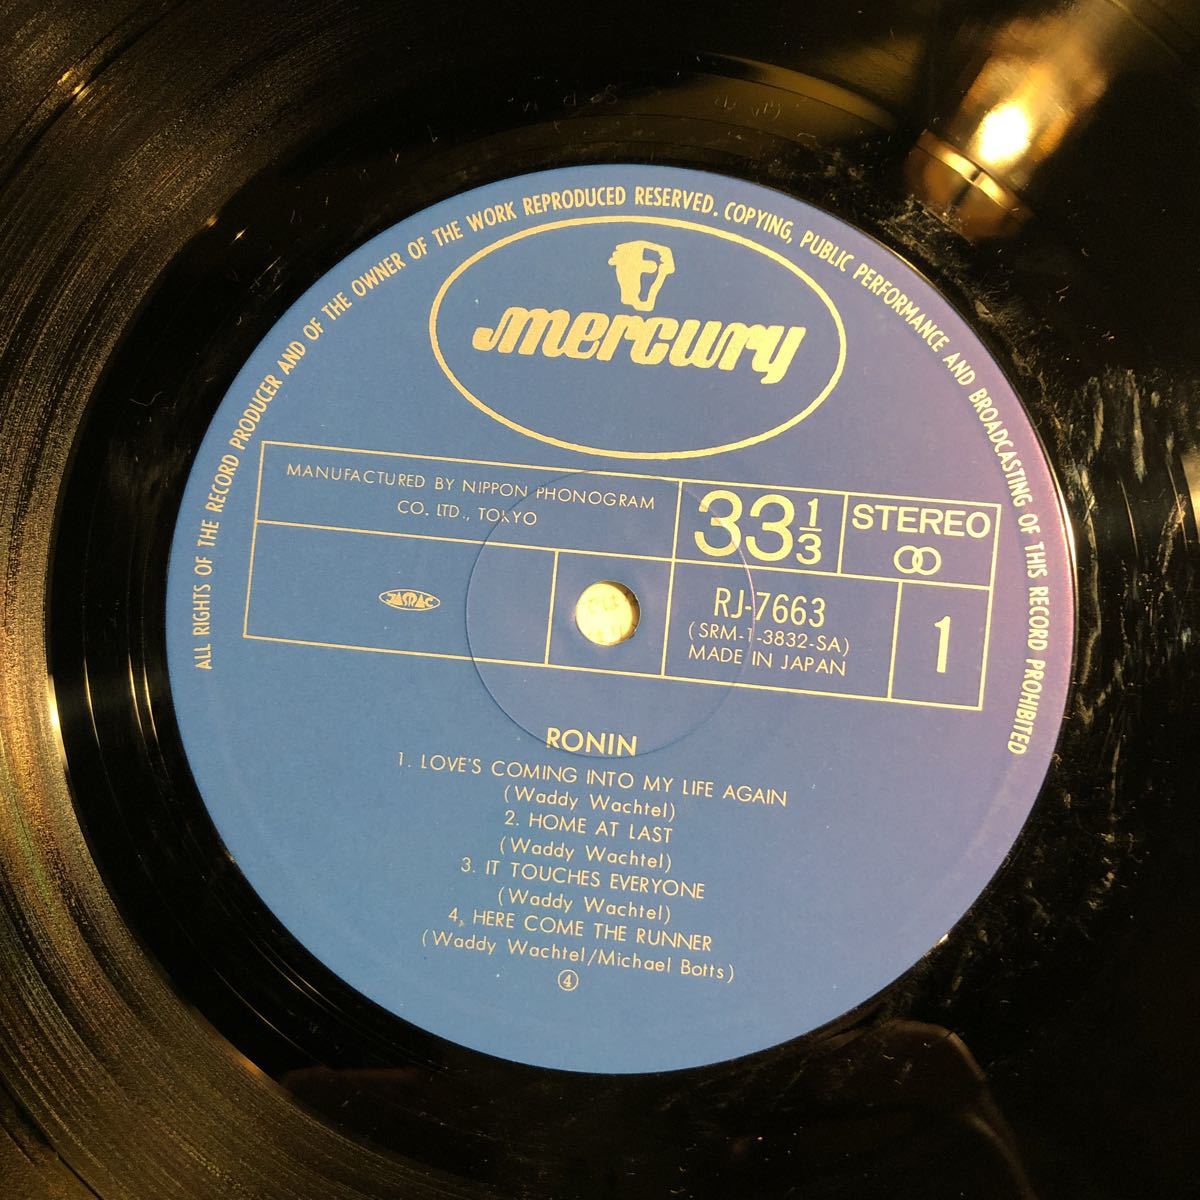 ALL RIGHTS OF THE RECORD PRODUCER AND OF THE OWNER OF THE WORK REPRODUCED RESERVED. COPYING, PUBLIC PERFORMANCE AND BROADCASTING OF THIS RECORD PROHIBITED
mercury
MANUFACTURED BY NIPPON PHONOGRAM
CO. LTD., TOKYO
33 1/3
STEREO
JASRAC
RJ-7663
(SRM-1-3832-SA)
MADE IN JAPAN
1
RONIN
1. LOVE'S COMING INTO MY LIFE AGAIN
(Waddy Wachtel)
2. HOME AT LAST
(Waddy Wachtel)
3. IT TOUCHES EVERYONE
(Waddy Wachtel)
4. HERE COME THE RUNNER
(Waddy Wachtel/Michael Botts)
④